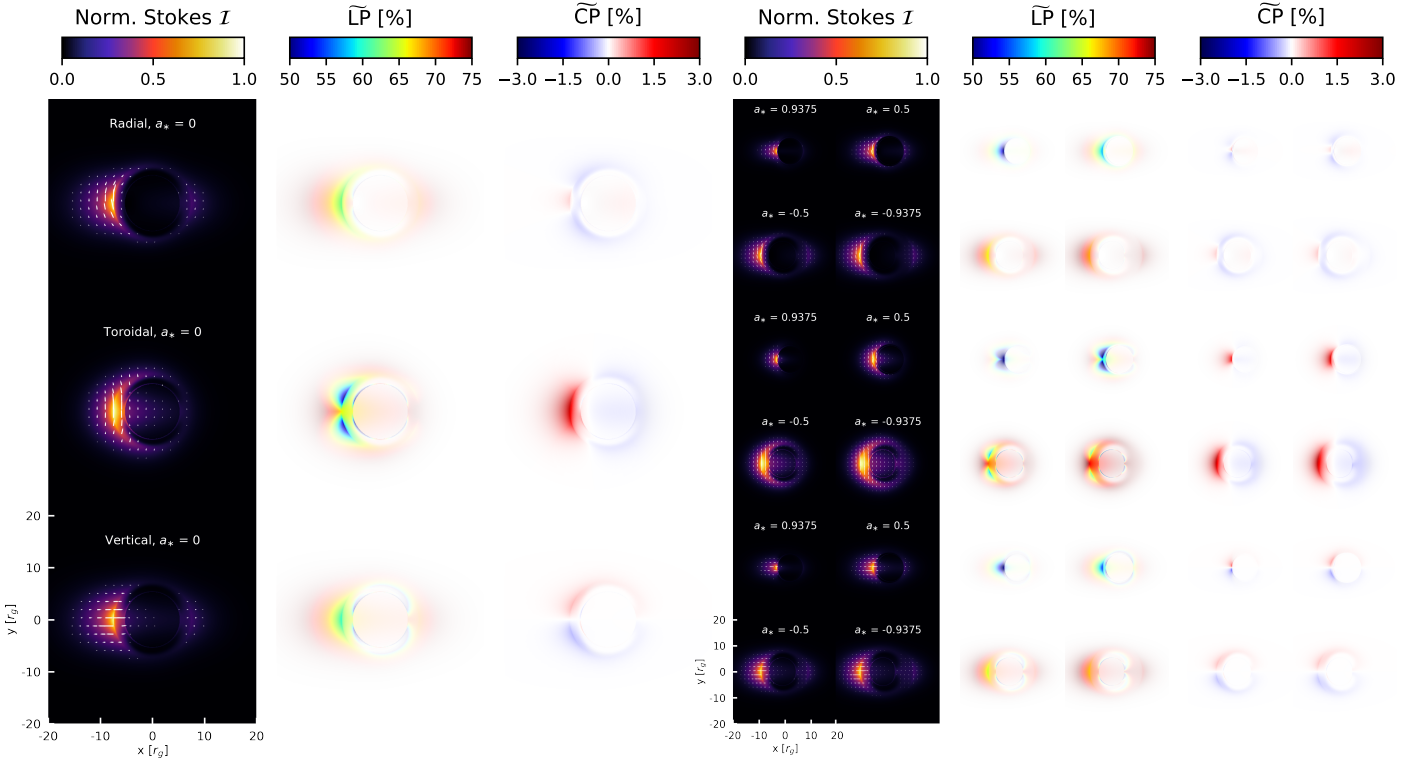 Norm. Stokes 𝓘 L͂P [%] C͂P [%] Norm. Stokes 𝓘 L͂P [%] C͂P [%]
0.0 0.5 1.0 50 55 60 65 70 75 −3.0 −1.5 0.0 1.5 3.0 0.0 0.5 1.0 50 55 60 65 70 75 −3.0 −1.5 0.0 1.5 3.0
Radial, a* = 0
Toroidal, a* = 0
Vertical, a* = 0
20
10
0
-10
-20
y [r_g]
-20 -10 0 10 20
x [r_g]
a* = 0.9375 a* = 0.5
a* = -0.5 a* = -0.9375
a* = 0.9375 a* = 0.5
a* = -0.5 a* = -0.9375
a* = 0.9375 a* = 0.5
a* = -0.5 a* = -0.9375
20
10
0
-10
-20
y [r_g]
-20 -10 0 10 20
x [r_g]